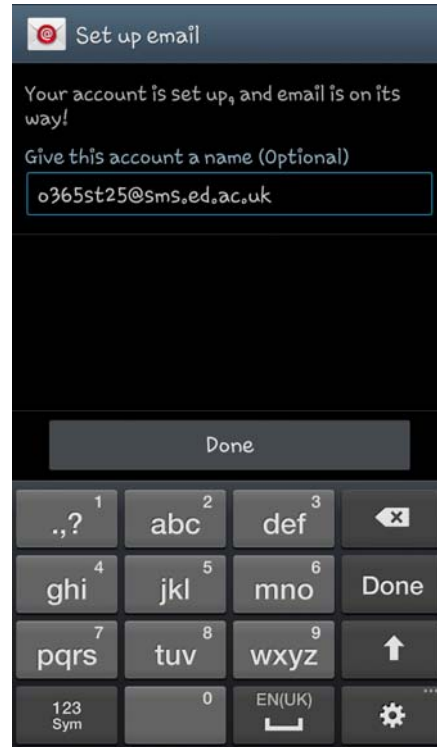 Set up email
Your account is set up, and email is on its
way!
Give this account a name (Optional)
o365st25@sms.ed.ac.uk
Done
.,? 1 abc 2 def 3
ghi 4 jkl 5 mno 6 Done
pqrs 7 tuv 8 wxyz 9
123
Sym 0 EN(UK)